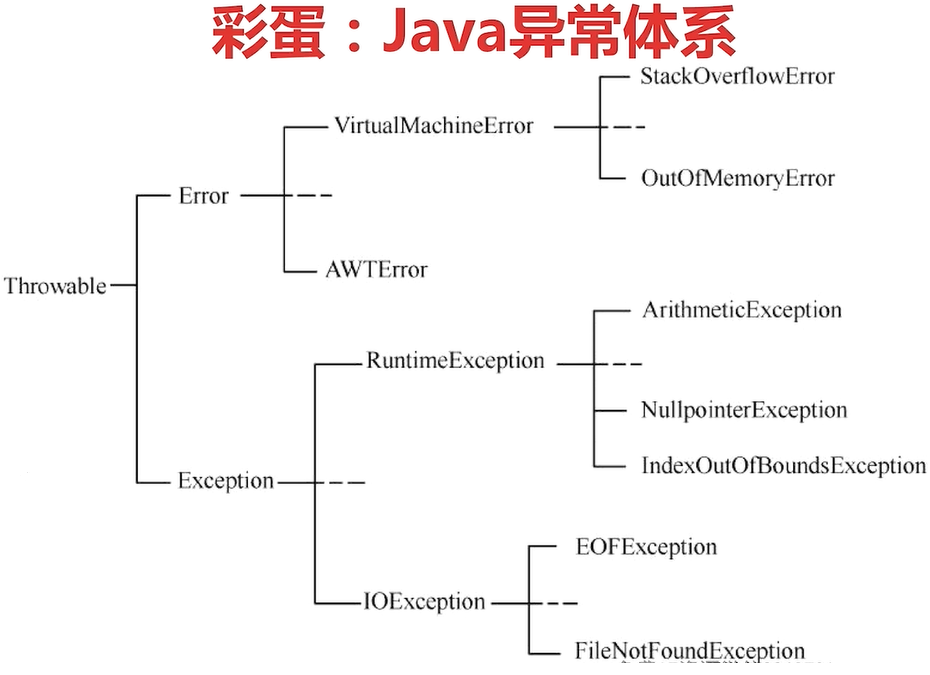 彩蛋：Java异常体系
StackOverflowError
VirtualMachineError
OutOfMemoryError
Error
AWTError
Throwable
ArithmeticException
RuntimeException
NullpointerException
IndexOutOfBoundsException
Exception
EOFException
IOException
FileNotFoundException